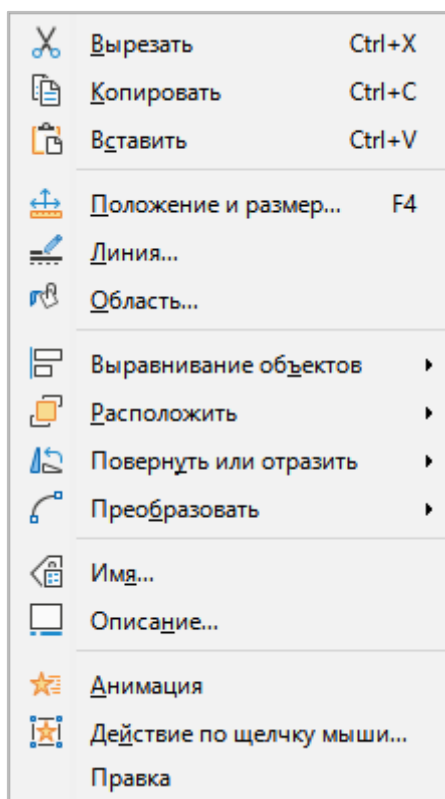 Вырезать Ctrl+X
Копировать Ctrl+C
Вставить Ctrl+V
Положение и размер... F4
Линия...
Область...
Выравнивание объектов
Расположить
Повернуть или отразить
Преобразовать
Имя...
Описание...
Анимация
Действие по щелчку мыши...
Правка